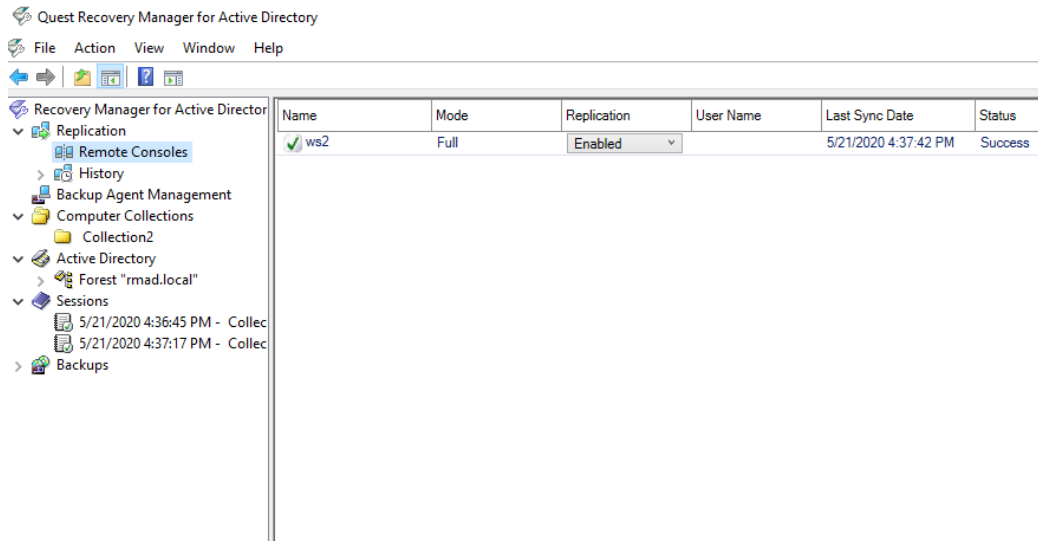 Quest Recovery Manager for Active Directory
File Action View Window Help
Recovery Manager for Active Director
Replication
Remote Consoles
History
Backup Agent Management
Computer Collections
Collection2
Active Directory
Forest "rmad.local"
Sessions
5/21/2020 4:36:45 PM - Collec
5/21/2020 4:37:17 PM - Collec
Backups
Name Mode Replication User Name Last Sync Date Status
ws2 Full Enabled 5/21/2020 4:37:42 PM Success